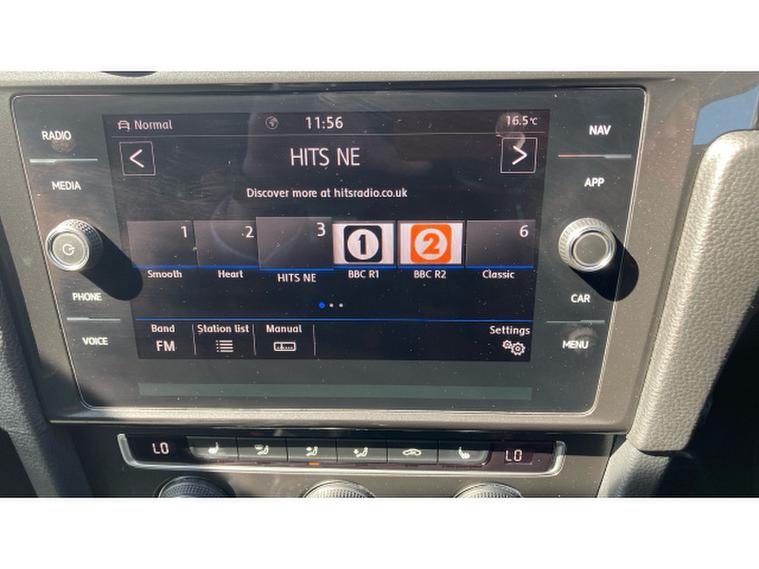 RADIO
MEDIA
PHONE
VOICE
Normal 11:56 16.5°C
HITS NE
Discover more at hitsradio.co.uk
1 2 3 1 2 6
Smooth Heart HITS NE BBC R1 BBC R2 Classic
Band Station list Manual Settings
FM
NAV
APP
CAR
MENU
LO LO